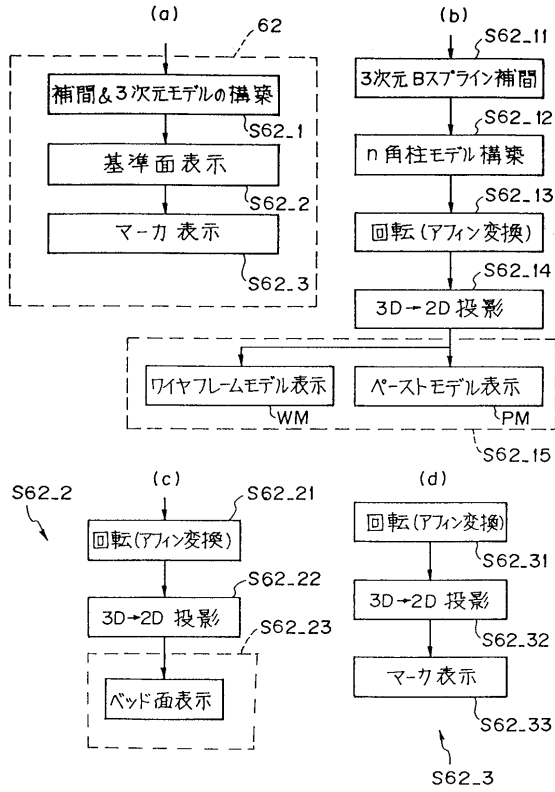 (a)
62
補間&3次元モデルの構築
S62_1
基準面表示
S62_2
マーカ表示
S62_3
(b)
S62_11
3次元Bスプライン補間
S62_12
n角柱モデル構築
S62_13
回転(アフィン変換)
S62_14
3D→2D投影
ワイヤフレームモデル表示
WM
ペーストモデル表示
PM
S62_15
(c)
S62_2
S62_21
回転(アフィン変換)
S62_22
3D→2D投影
S62_23
ベッド面表示
(d)
回転(アフィン変換)
S62_31
3D→2D投影
S62_32
マーカ表示
S62_33
S62_3